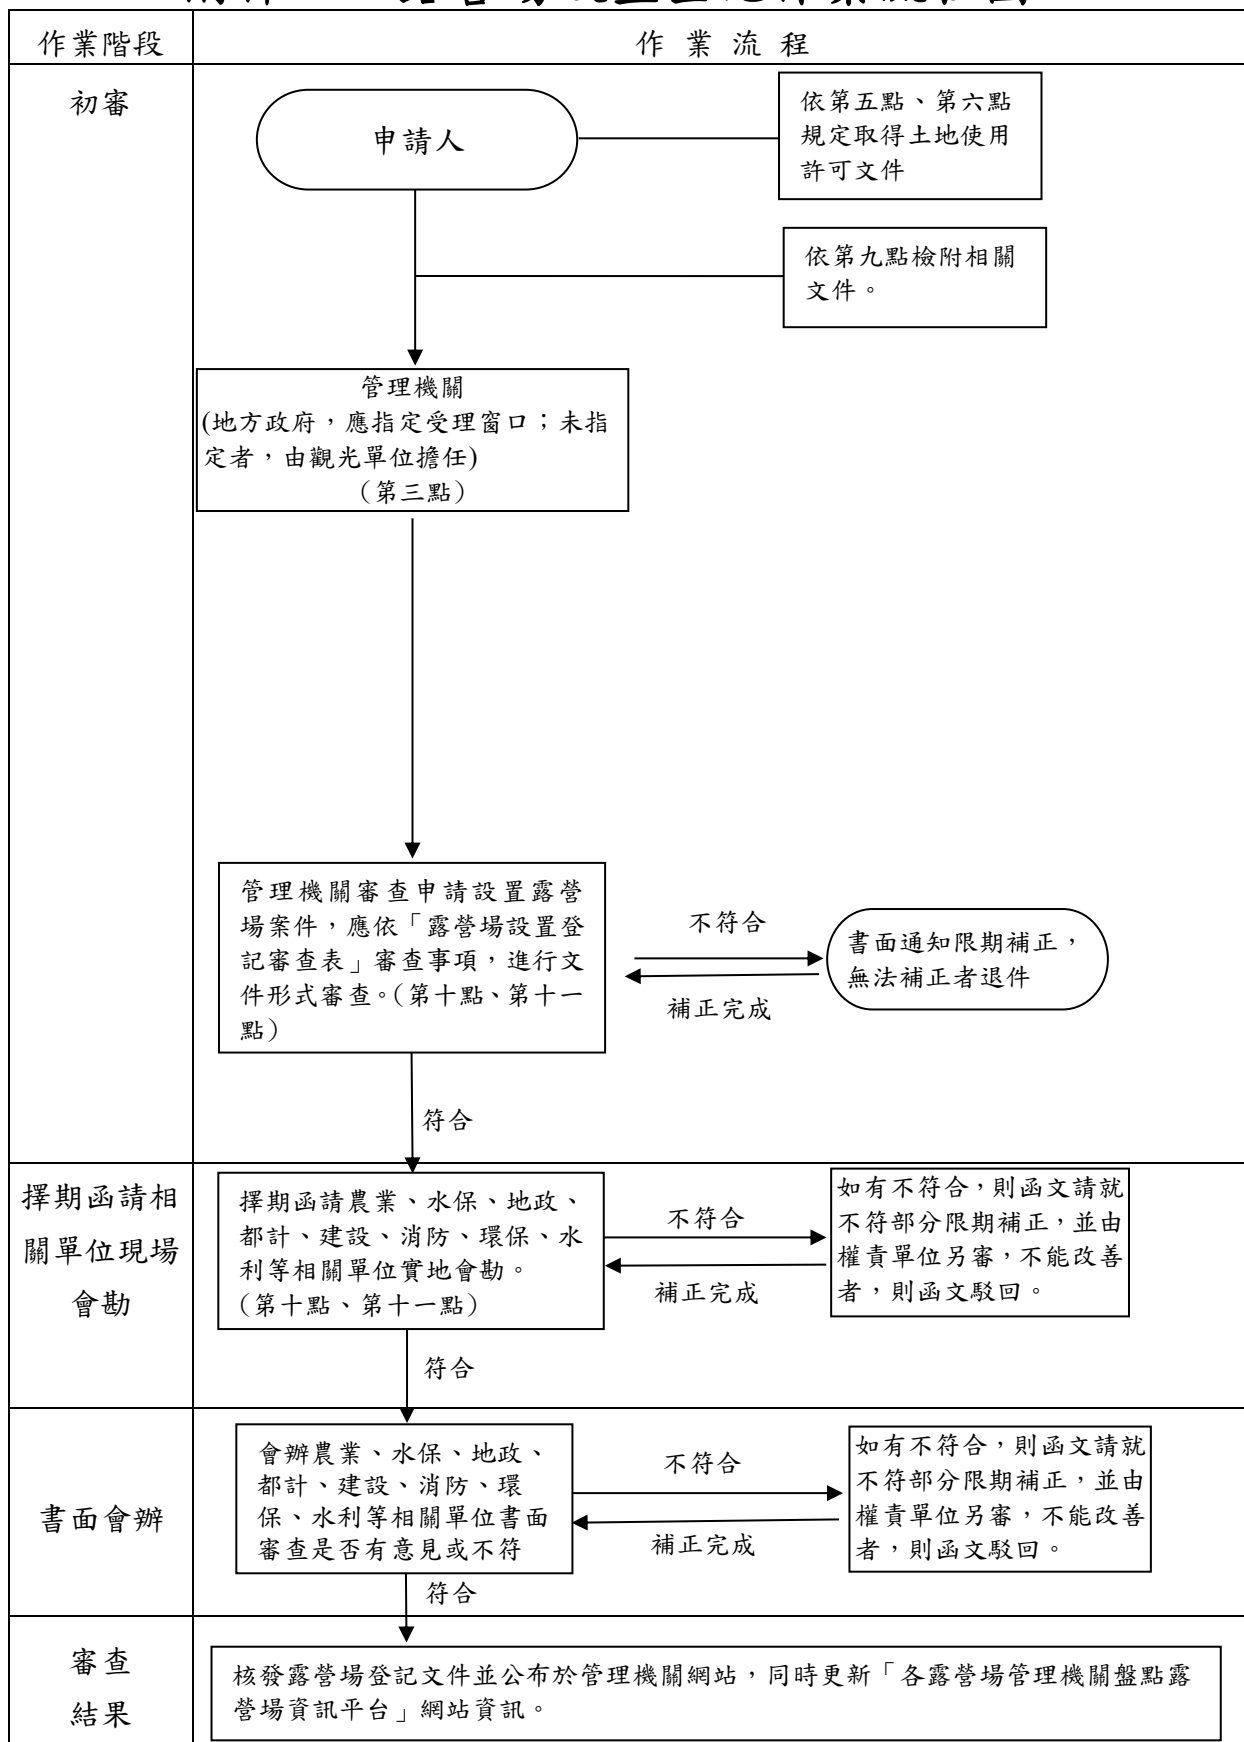 作業階段
作 業 流 程
初審
申請人
依第五點、第六點
規定取得土地使用
許可文件
依第九點檢附相關
文件。
管理機關
(地方政府，應指定受理窗口；未指
定者，由觀光單位擔任)
（第三點）
管理機關審查申請設置露營
場案件，應依「露營場設置登
記審查表」審查事項，進行文
件形式審查。（第十點、第十一
點）
不符合
補正完成
書面通知限期補正，
無法補正者退件
符合
擇期函請相
關單位現場
會勘
擇期函請農業、水保、地政、
都計、建設、消防、環保、水
利等相關單位實地會勘。
（第十點、第十一點）
不符合
補正完成
如有不符合，則函文請就
不符部分限期補正，並由
權責單位另審，不能改善
者，則函文駁回。
符合
書面會辦
會辦農業、水保、地政、
都計、建設、消防、環
保、水利等相關單位書面
審查是否有意見或不符
不符合
補正完成
如有不符合，則函文請就
不符部分限期補正，並由
權責單位另審，不能改善
者，則函文駁回。
符合
審查
結果
核發露營場登記文件並公布於管理機關網站，同時更新「各露營場管理機關盤點露
營場資訊平台」網站資訊。